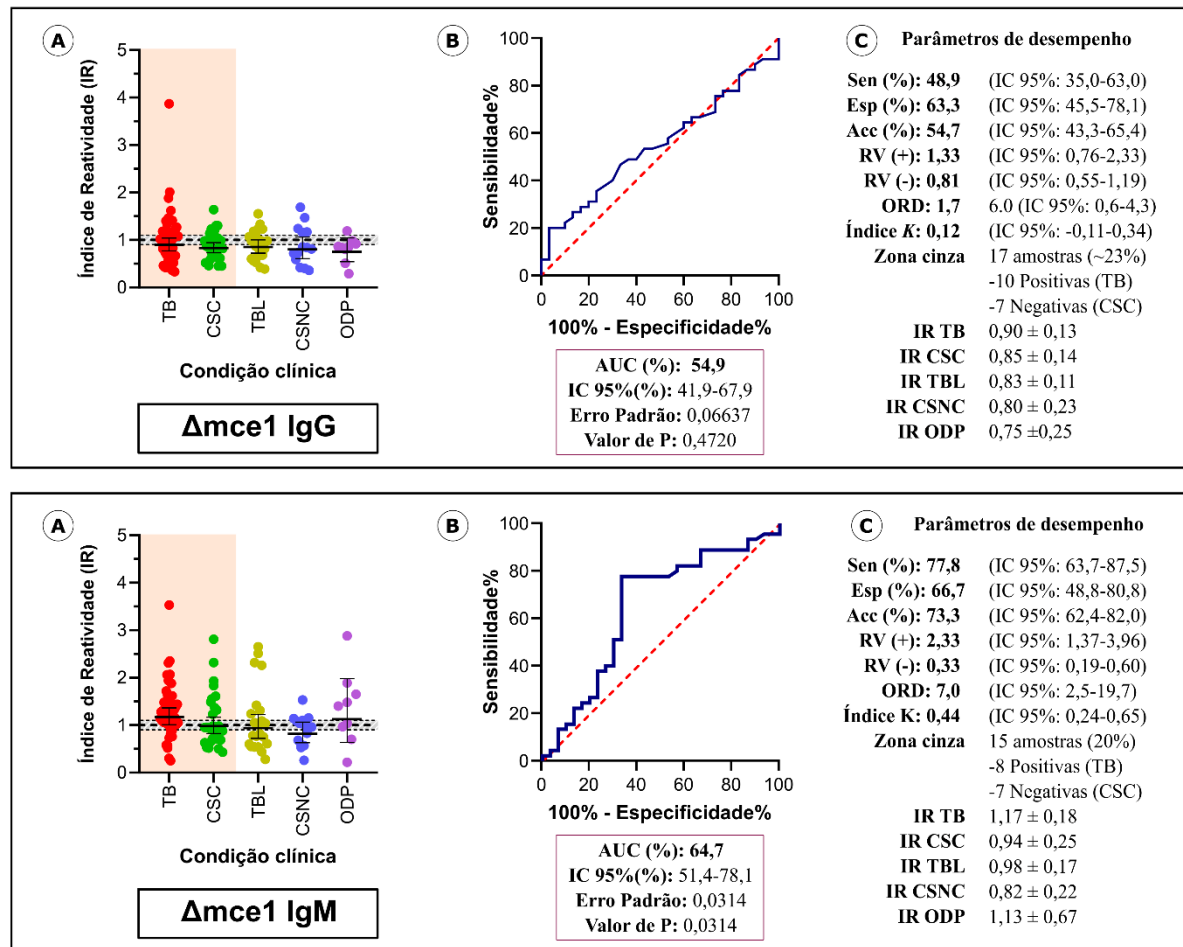 A
Índice de Reatividade (IR)
5
4
3
2
1
0
TB
CSC
TBL
CSNC
ODP
Condição clínica
Δmce1 IgG
B
Sensibilidade%
100
80
60
40
20
0
0 20 40 60 80 100
100% - Especificidade%
AUC (%): 54,9
IC 95%(%): 41,9-67,9
Erro Padrão: 0,06637
Valor de P: 0,4720
C Parâmetros de desempenho
Sen (%): 48,9 (IC 95%: 35,0-63,0)
Esp (%): 63,3 (IC 95%: 45,5-78,1)
Acc (%): 54,7 (IC 95%: 43,3-65,4)
RV (+): 1,33 (IC 95%: 0,76-2,33)
RV (-): 0,81 (IC 95%: 0,55-1,19)
ORD: 1,7 6.0 (IC 95%: 0,6-4,3)
Índice K: 0,12 (IC 95%: -0,11-0,34)
Zona cinza 17 amostras (~23%)
-10 Positivas (TB)
-7 Negativas (CSC)
IR TB 0,90 ± 0,13
IR CSC 0,85 ± 0,14
IR TBL 0,83 ± 0,11
IR CSNC 0,80 ± 0,23
IR ODP 0,75 ±0,25
A
Índice de Reatividade (IR)
5
4
3
2
1
0
TB
CSC
TBL
CSNC
ODP
Condição clínica
Δmce1 IgM
B
Sensibilidade%
100
80
60
40
20
0
0 20 40 60 80 100
100% - Especificidade%
AUC (%): 64,7
IC 95%(%): 51,4-78,1
Erro Padrão: 0,0314
Valor de P: 0,0314
C Parâmetros de desempenho
Sen (%): 77,8 (IC 95%: 63,7-87,5)
Esp (%): 66,7 (IC 95%: 48,8-80,8)
Acc (%): 73,3 (IC 95%: 62,4-82,0)
RV (+): 2,33 (IC 95%: 1,37-3,96)
RV (-): 0,33 (IC 95%: 0,19-0,60)
ORD: 7,0 (IC 95%: 2,5-19,7)
Índice K: 0,44 (IC 95%: 0,24-0,65)
Zona cinza 15 amostras (20%)
-8 Positivas (TB)
-7 Negativas (CSC)
IR TB 1,17 ± 0,18
IR CSC 0,94 ± 0,25
IR TBL 0,98 ± 0,17
IR CSNC 0,82 ± 0,22
IR ODP 1,13 ± 0,67